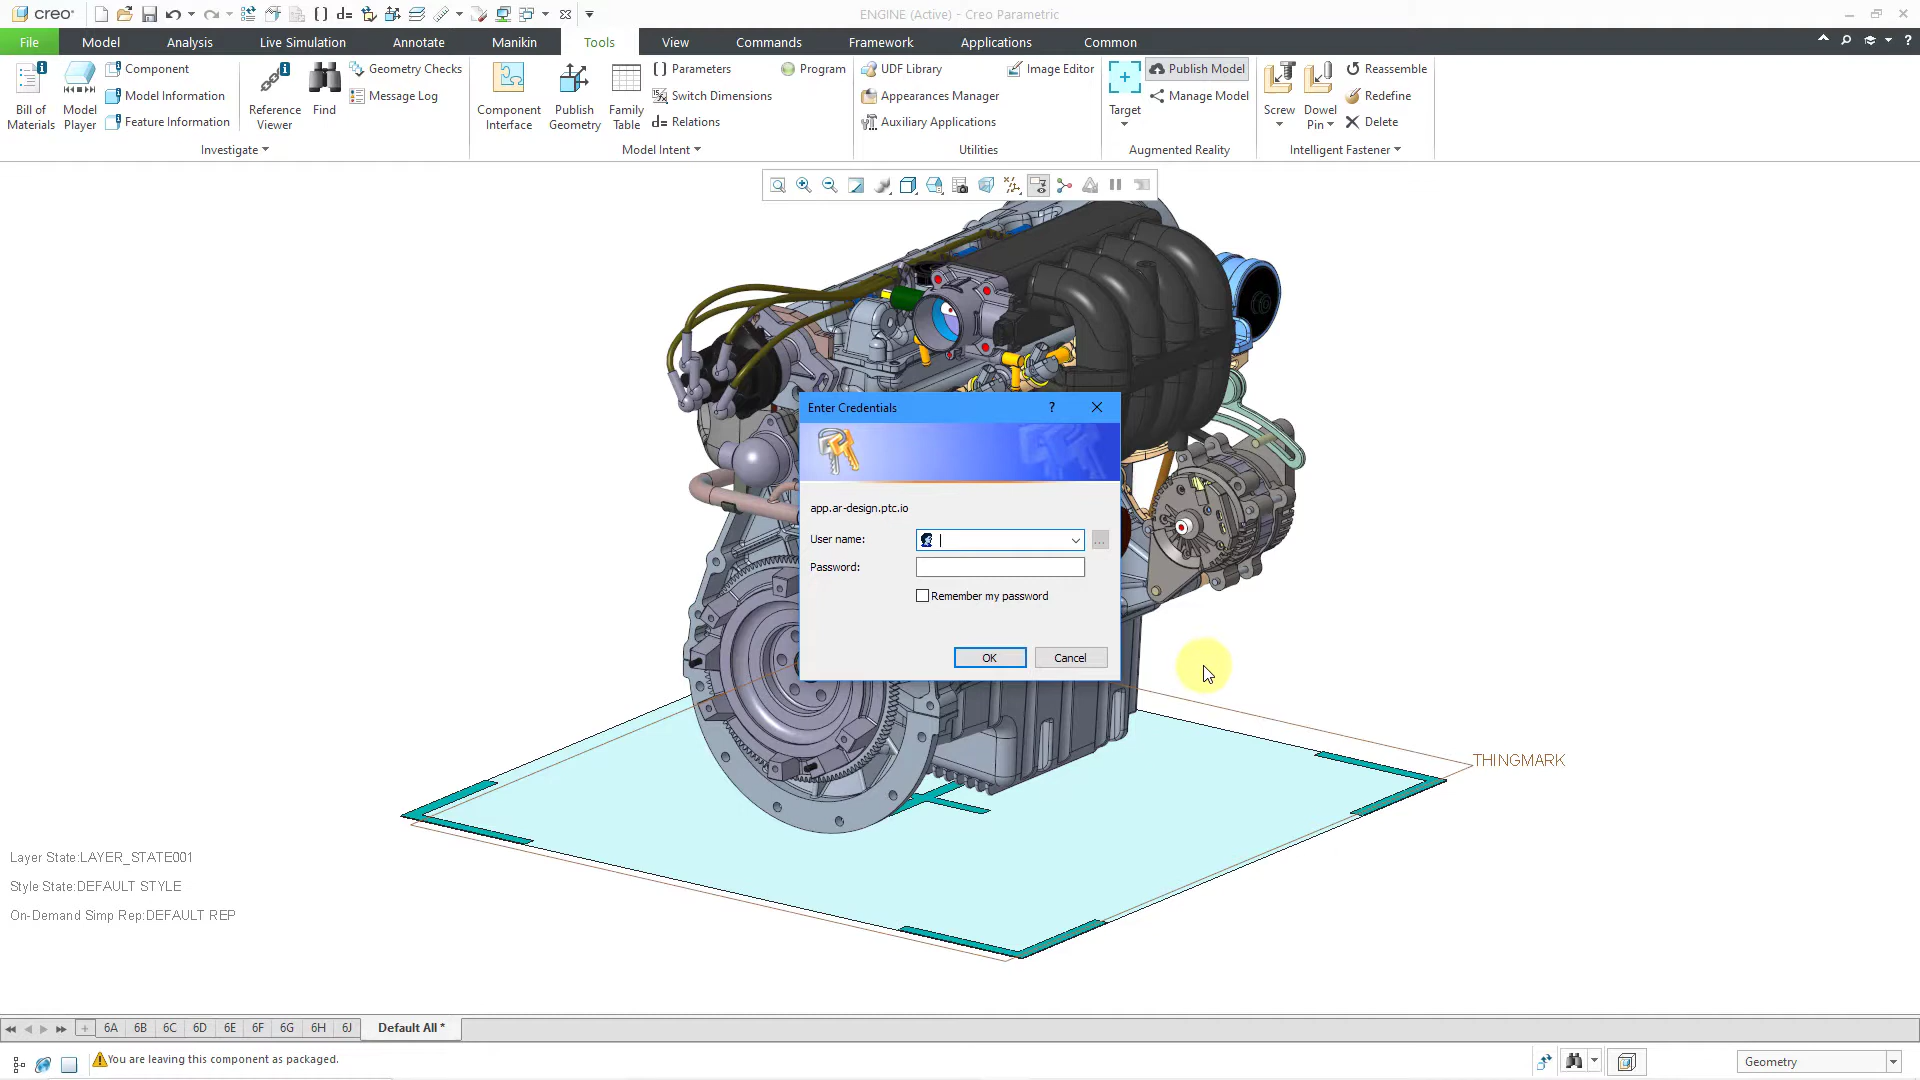 creo
ENGINE (Active) - Creo Parametric
File Model Analysis Live Simulation Annotate Manikin Tools View Commands Framework Applications Common
Bill of Materials
Model Player
Component
Model Information
Feature Information
Investigate
Reference Viewer
Find
Geometry Checks
Message Log
Component Interface
Publish Geometry
Family Table
Parameters
Switch Dimensions
d= Relations
Model Intent
Program
UDF Library
Appearances Manager
Auxiliary Applications
Utilities
Image Editor
Target
Publish Model
Manage Model
Augmented Reality
Screw
Dowel Pin
Reassemble
Redefine
Delete
Intelligent Fastener
Enter Credentials
app.ar-design.ptc.io
User name:
Password:
Remember my password
OK Cancel
THINGMARK
Layer State:LAYER_STATE001
Style State:DEFAULT STYLE
On-Demand Simp Rep:DEFAULT REP
6A 6B 6C 6D 6E 6F 6G 6H 6J Default All *
You are leaving this component as packaged.
Geometry